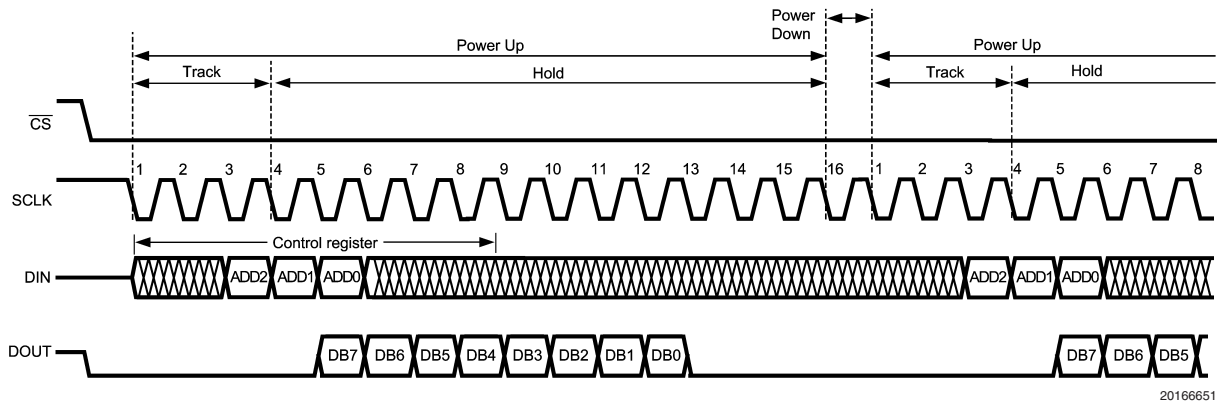 Power Down
Power Up
Power Up
Track
Hold
Track
Hold
CS
1 2 3 4 5 6 7 8 9 10 11 12 13 14 15 16 1 2 3 4 5 6 7 8
SCLK
Control register
DIN
ADD2 ADD1 ADD0 ADD2 ADD1 ADD0
DOUT
DB7 DB6 DB5 DB4 DB3 DB2 DB1 DB0 DB7 DB6 DB5
20166651